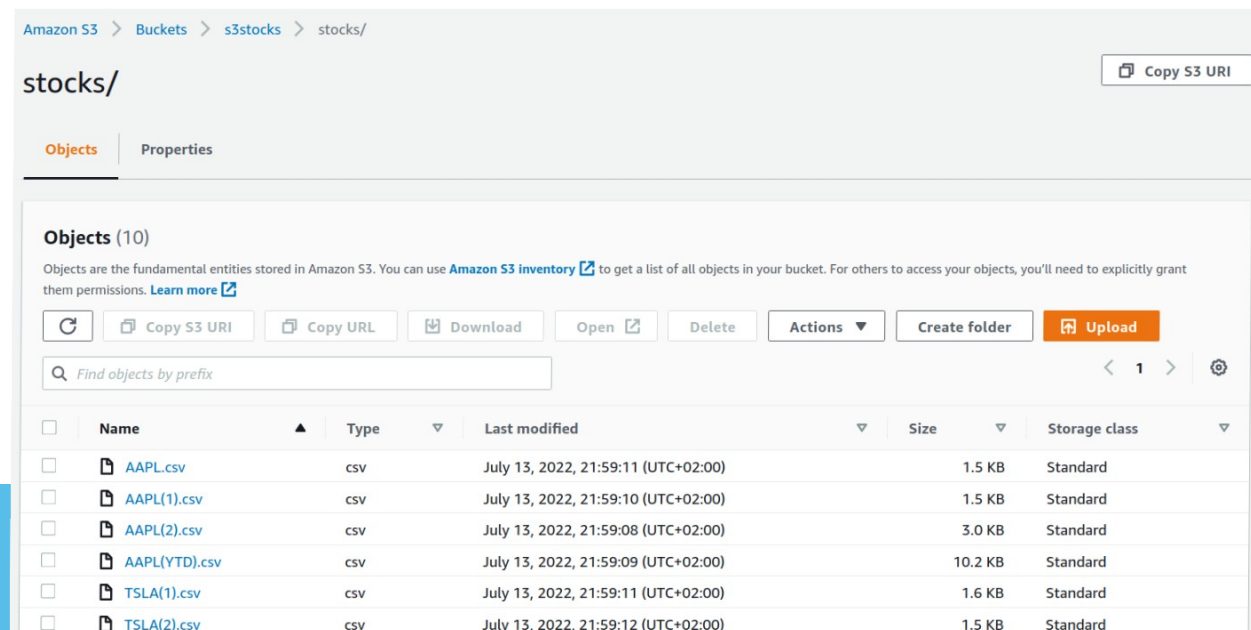 Amazon S3 > Buckets > s3stocks > stocks/
stocks/
Copy S3 URI
Objects Properties
Objects (10)
Objects are the fundamental entities stored in Amazon S3. You can use Amazon S3 inventory to get a list of all objects in your bucket. For others to access your objects, you'll need to explicitly grant
them permissions. Learn more
Copy S3 URI Copy URL Download Open Delete Actions Create folder Upload
Find objects by prefix
< 1 >
Name Type Last modified Size Storage class
AAPL.csv csv July 13, 2022, 21:59:11 (UTC+02:00) 1.5 KB Standard
AAPL(1).csv csv July 13, 2022, 21:59:10 (UTC+02:00) 1.5 KB Standard
AAPL(2).csv csv July 13, 2022, 21:59:08 (UTC+02:00) 3.0 KB Standard
AAPL(YTD).csv csv July 13, 2022, 21:59:09 (UTC+02:00) 10.2 KB Standard
TSLA(1).csv csv July 13, 2022, 21:59:11 (UTC+02:00) 1.6 KB Standard
TSLA(2).csv csv July 13, 2022, 21:59:12 (UTC+02:00) 1.5 KB Standard